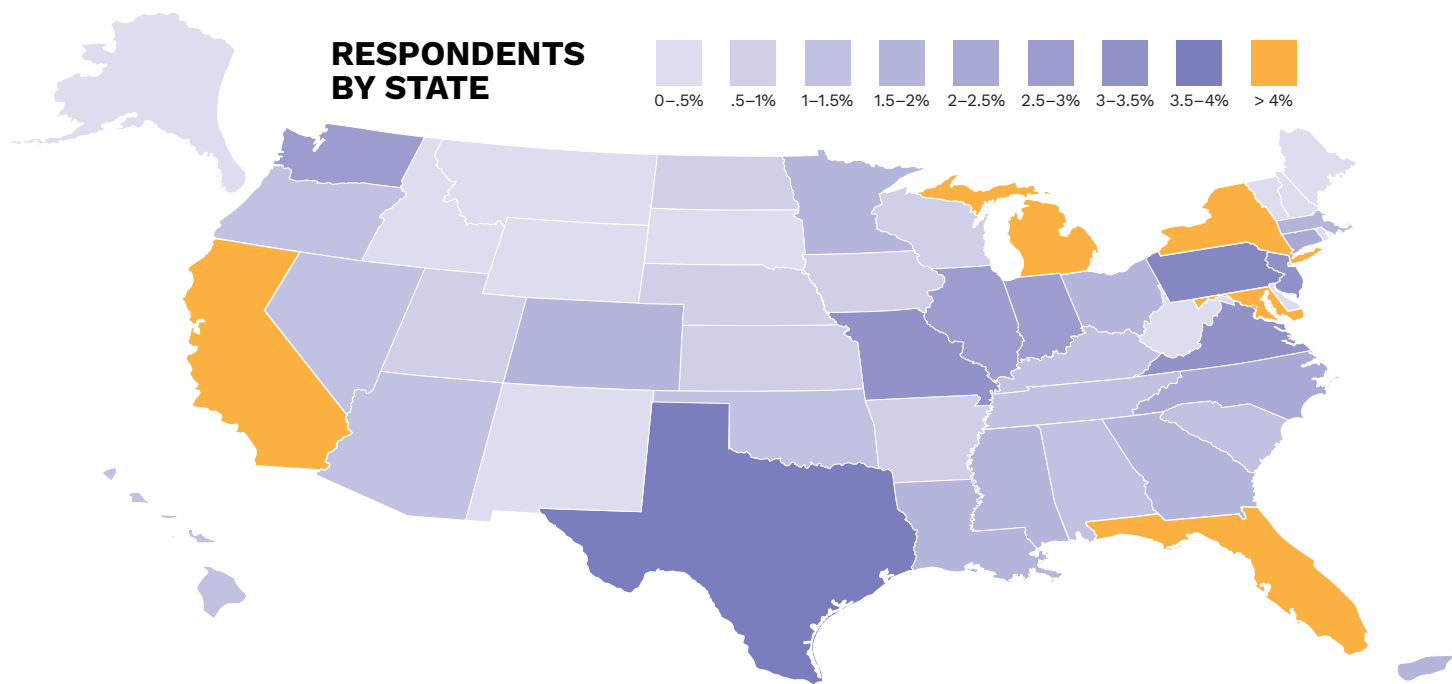 RESPONDENTS
BY STATE
0–.5% .5–1% 1–1.5% 1.5–2% 2–2.5% 2.5–3% 3–3.5% 3.5–4% > 4%